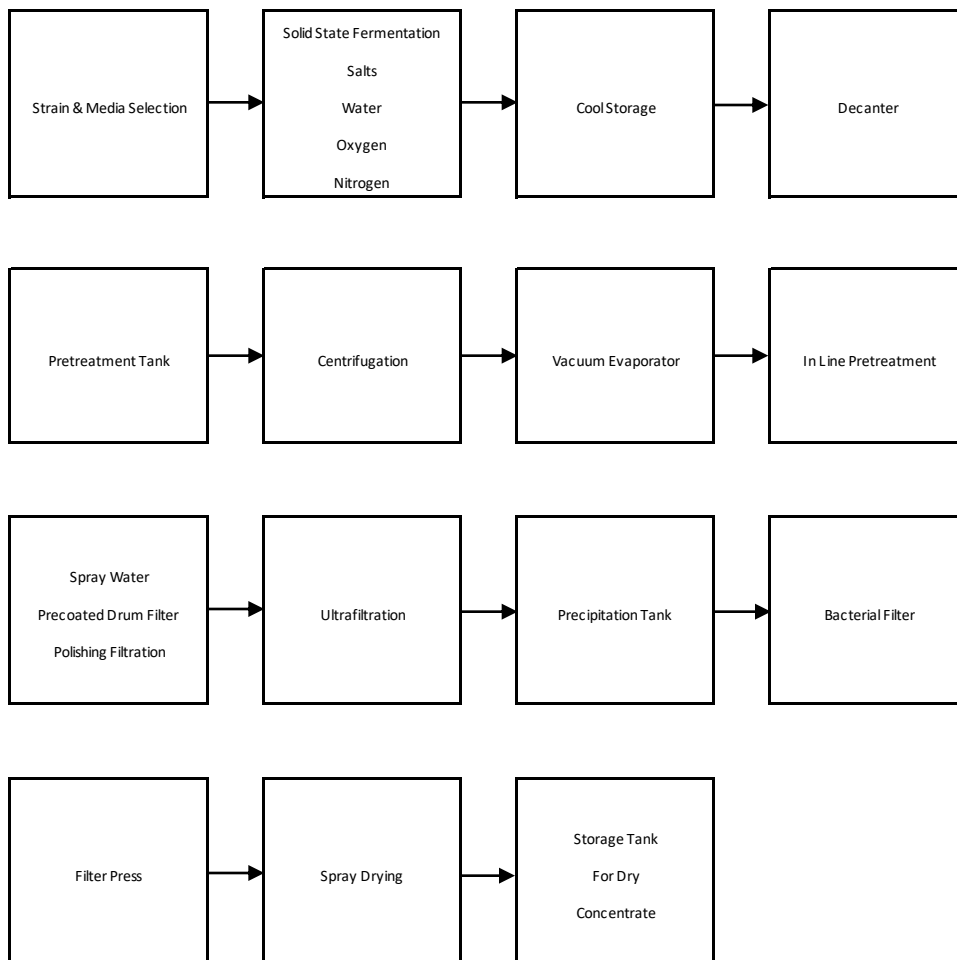 Strain & Media Selection
Solid State Fermentation
Salts
Water
Oxygen
Nitrogen
Cool Storage
Decanter
Pretreatment Tank
Centrifugation
Vacuum Evaporator
In Line Pretreatment
Spray Water
Precoated Drum Filter
Polishing Filtration
Ultrafiltration
Precipitation Tank
Bacterial Filter
Filter Press
Spray Drying
Storage Tank
For Dry
Concentrate